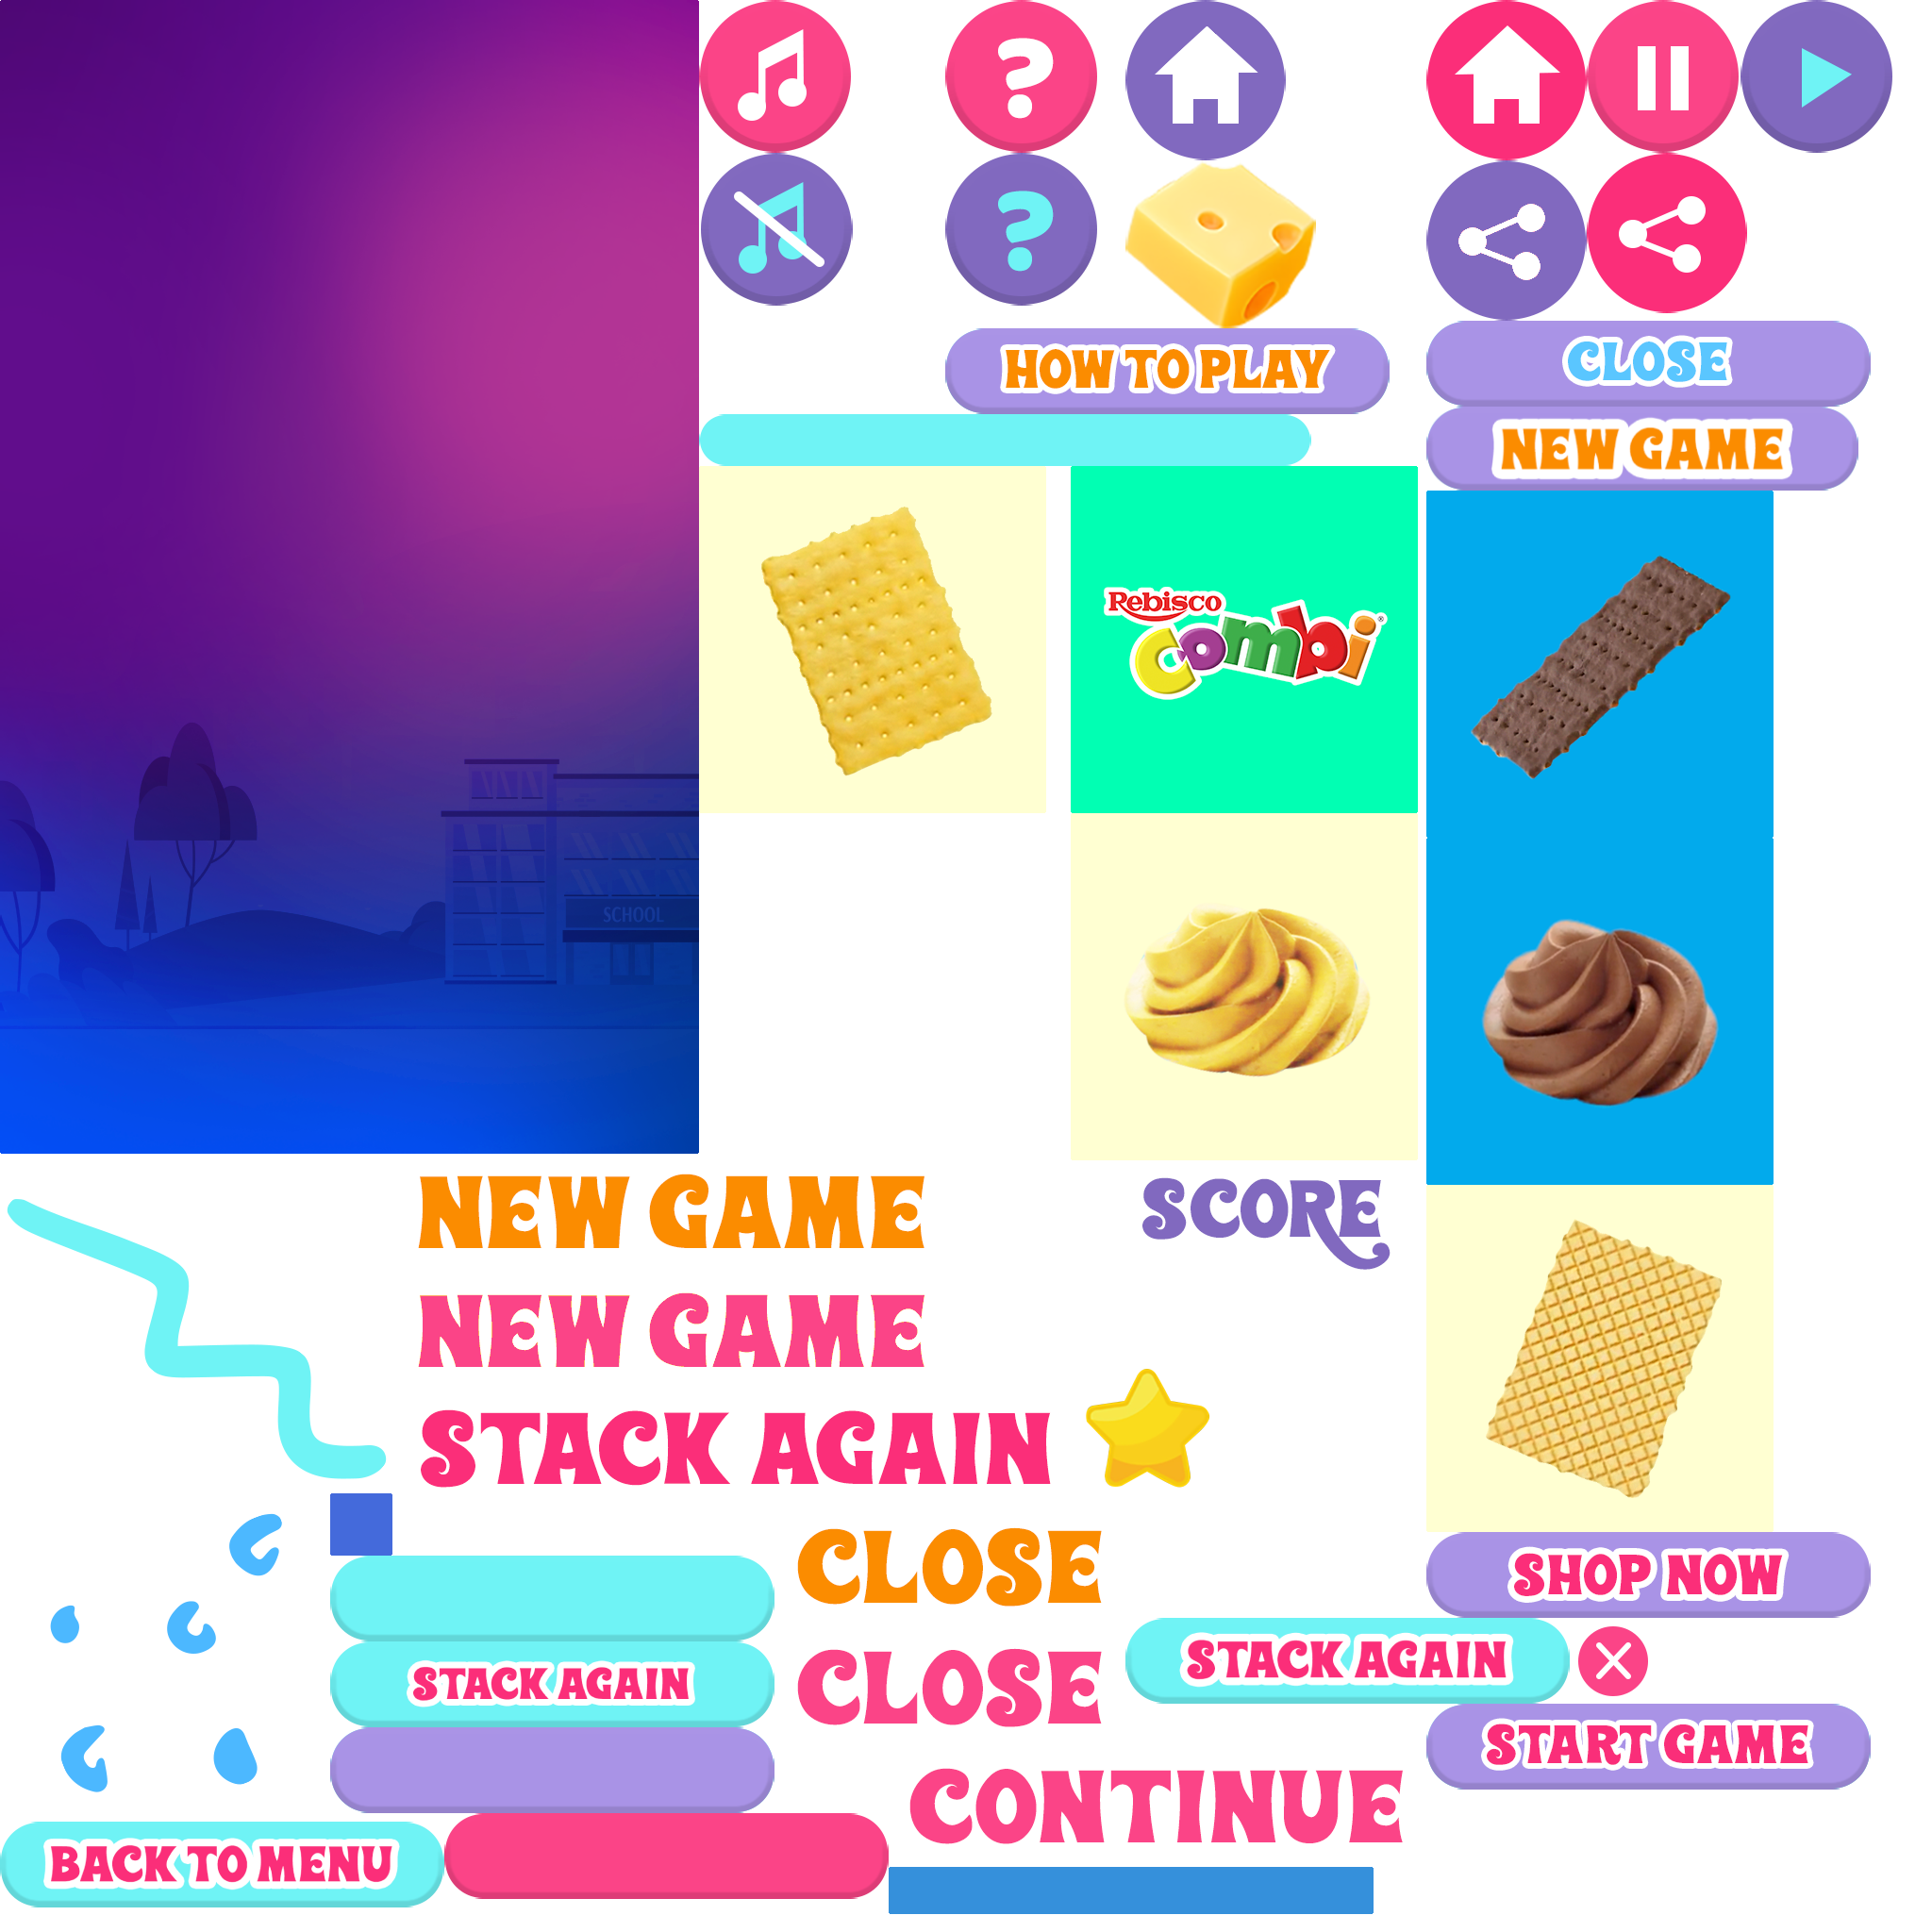 HOW TO PLAY
CLOSE
NEW GAME
Rebisco
Combi
®
SCHOOL
NEW GAME
SCORE
NEW GAME
STACK AGAIN
CLOSE
SHOP NOW
STACK AGAIN
STACK AGAIN
CLOSE
START GAME
CONTINUE
BACK TO MENU